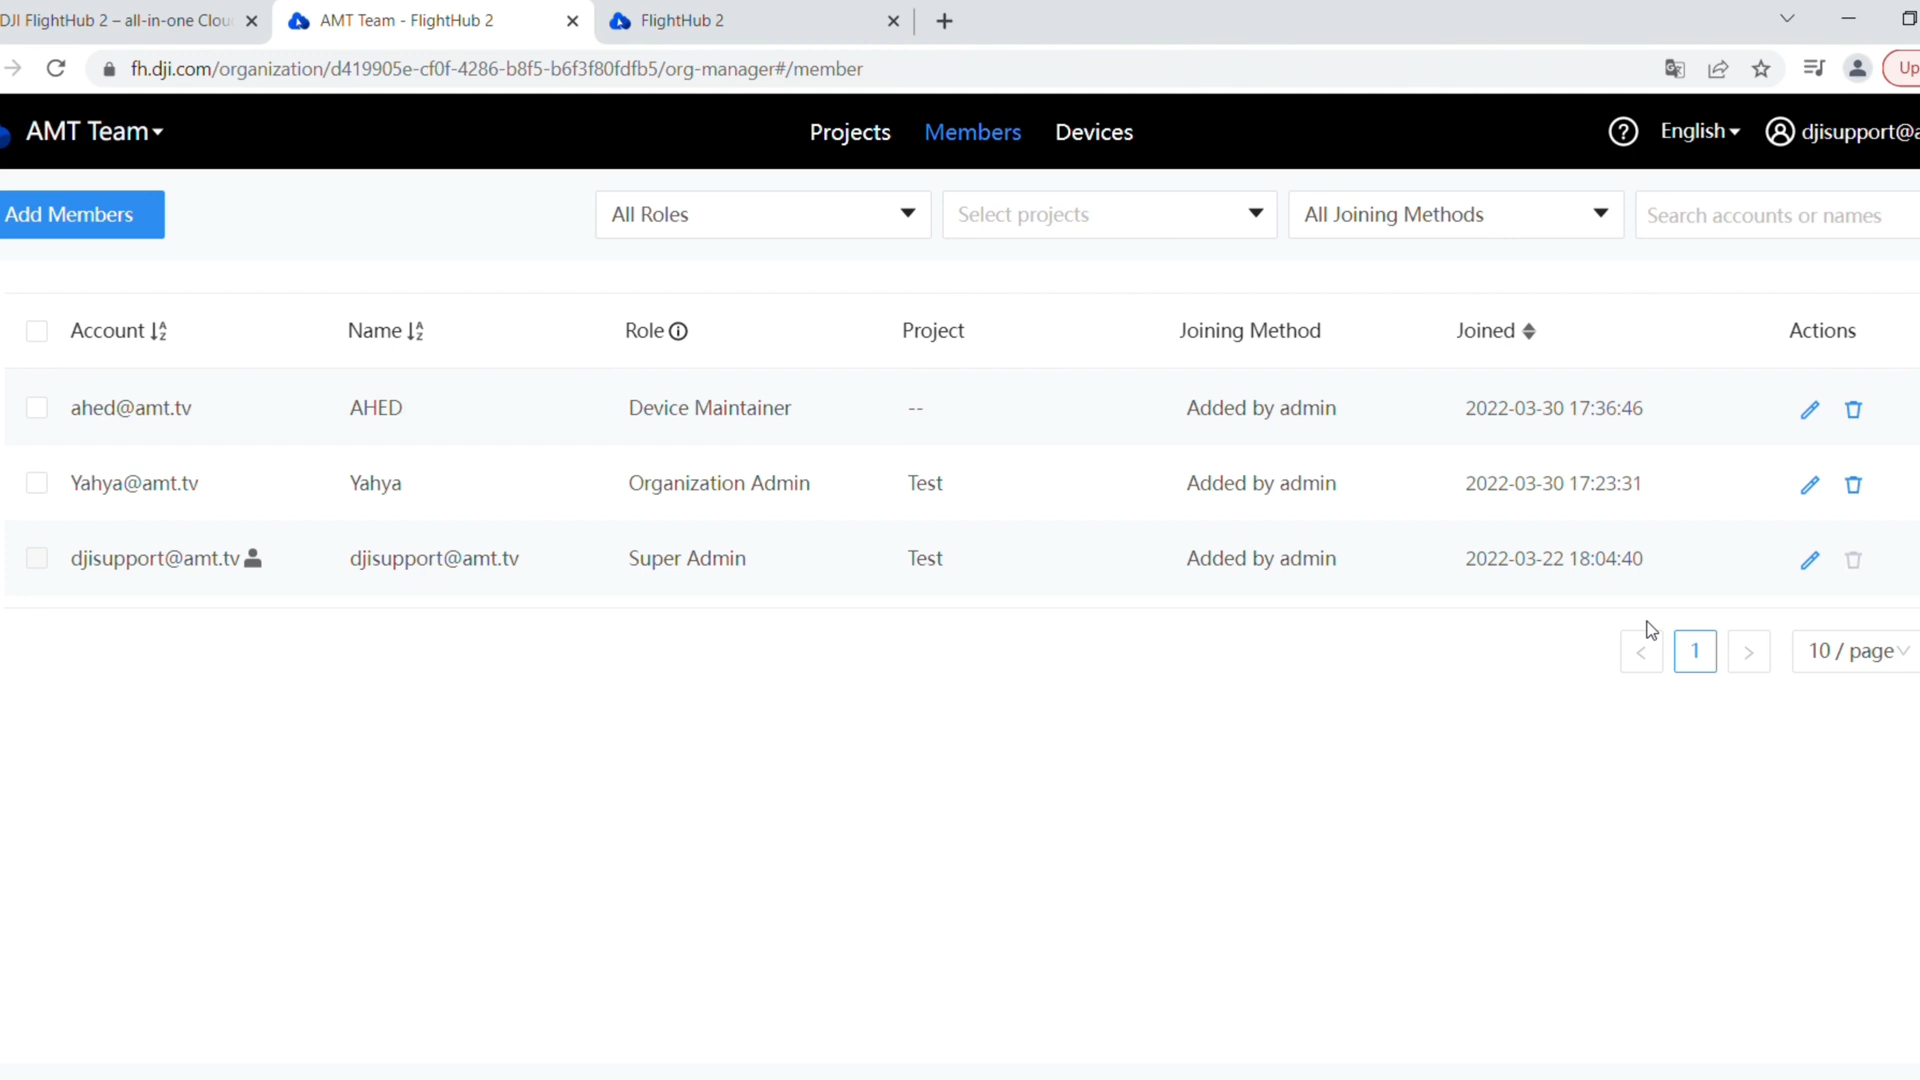 DJI FlightHub 2 – all-in-one Clou
AMT Team - FlightHub 2
FlightHub 2
fh.dji.com/organization/d419905e-cf0f-4286-b8f5-b6f3f80fdfb5/org-manager#/member
Up
AMT Team
Projects Members Devices
English
djisupport@a
Add Members
All Roles
Select projects
All Joining Methods
Search accounts or names
Account Name Role Project Joining Method Joined Actions
ahed@amt.tv AHED Device Maintainer -- Added by admin 2022-03-30 17:36:46
Yahya@amt.tv Yahya Organization Admin Test Added by admin 2022-03-30 17:23:31
djisupport@amt.tv djisupport@amt.tv Super Admin Test Added by admin 2022-03-22 18:04:40
< 1 > 10 / page